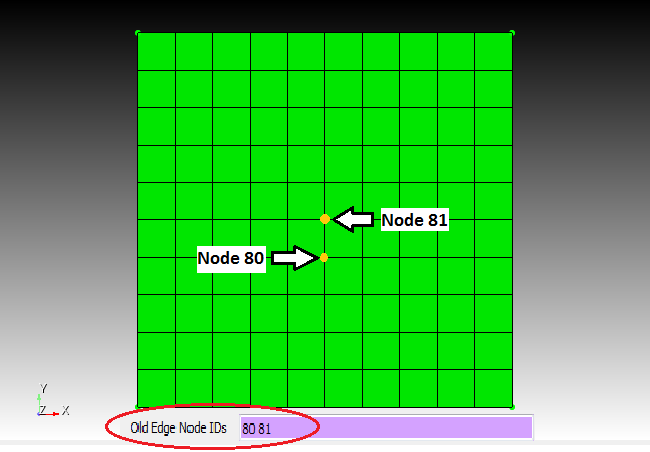 Node 81
Node 80
Y
Z X
Old Edge Node IDs 80 81